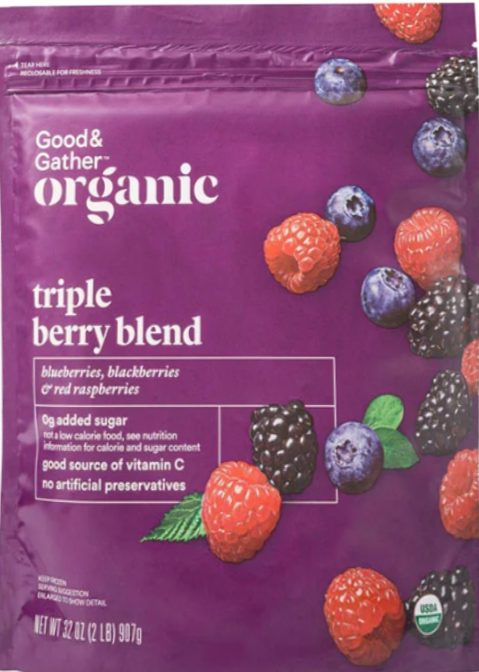 TEAR HERE
RECLOSABLE FOR FRESHNESS
Good&
Gather™
organic
triple
berry blend
blueberries, blackberries
& red raspberries
0g added sugar
not a low calorie food, see nutrition
information for calorie and sugar content
good source of vitamin C
no artificial preservatives
KEEP FROZEN
SERVING SUGGESTION
ENLARGED TO SHOW DETAIL
NET WT 32 OZ (2 LB) 907g
USDA
ORGANIC